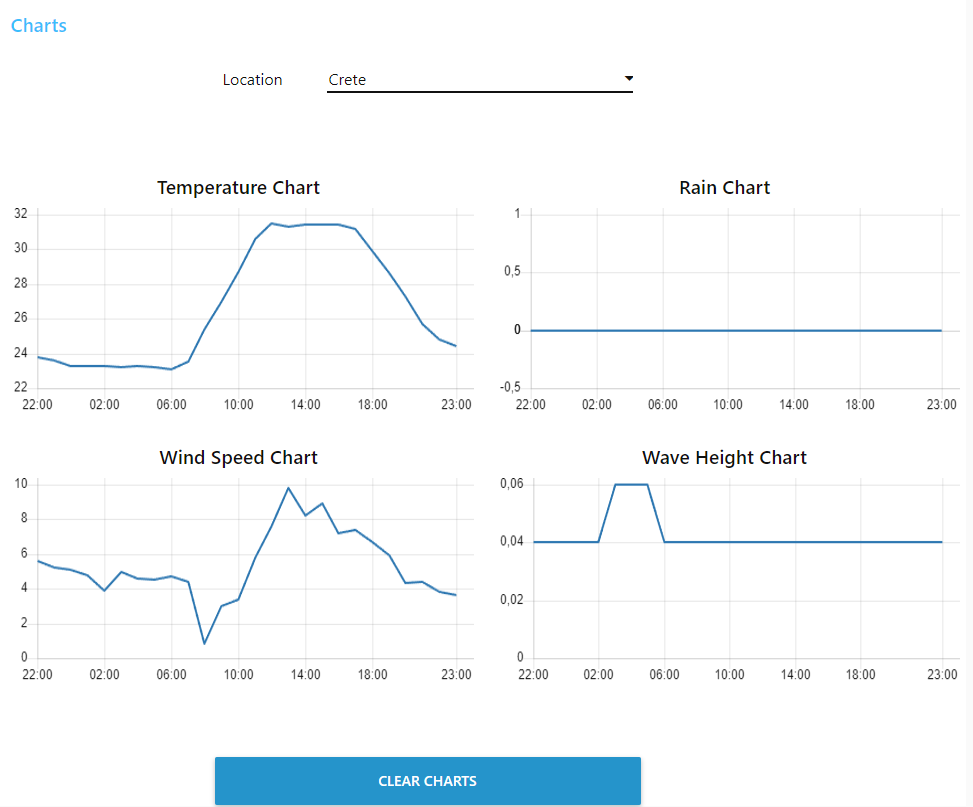 Charts
Location Crete
Temperature Chart
32
30
28
26
24
22
22:00 02:00 06:00 10:00 14:00 18:00 23:00
Rain Chart
1
0,5
0
-0,5
22:00 02:00 06:00 10:00 14:00 18:00 23:00
Wind Speed Chart
10
8
6
4
2
0
22:00 02:00 06:00 10:00 14:00 18:00 23:00
Wave Height Chart
0,06
0,04
0,02
0
22:00 02:00 06:00 10:00 14:00 18:00 23:00
CLEAR CHARTS